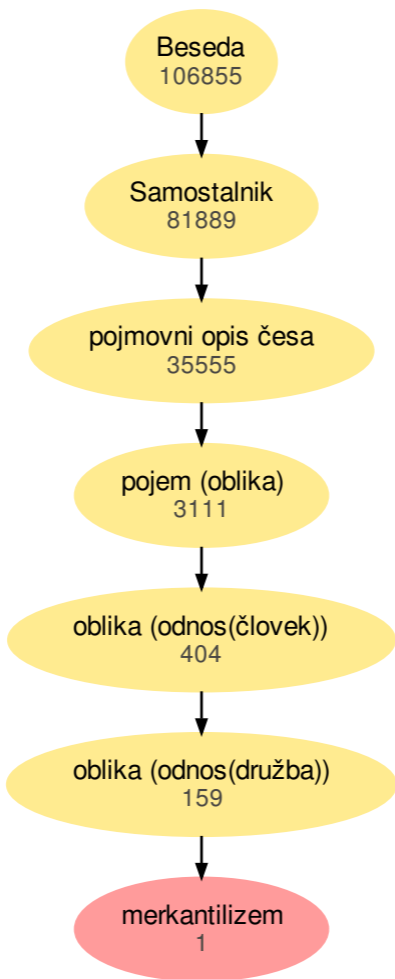 Beseda
106855
Samostalnik
81889
pojmovni opis česa
35555
pojem (oblika)
3111
oblika (odnos(človek))
404
oblika (odnos(družba))
159
merkantilizem
1